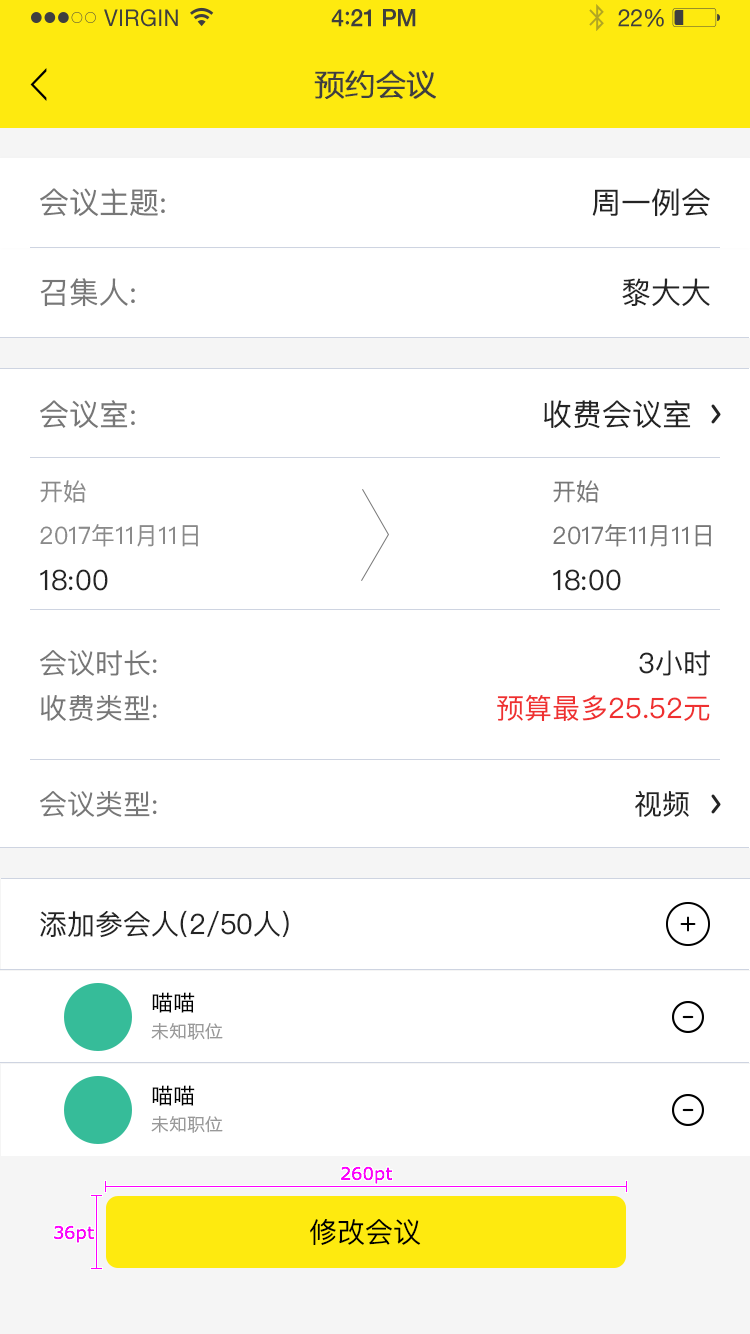 VIRGIN 4:21 PM 22%
预约会议
会议主题: 周一例会
召集人: 黎大大
会议室: 收费会议室
开始 开始
2017年11月11日 2017年11月11日
18:00 18:00
会议时长: 3小时
收费类型: 预算最多25.52元
会议类型: 视频
添加参会人(2/50人)
喵喵
未知职位
喵喵
未知职位
260pt
36pt 修改会议